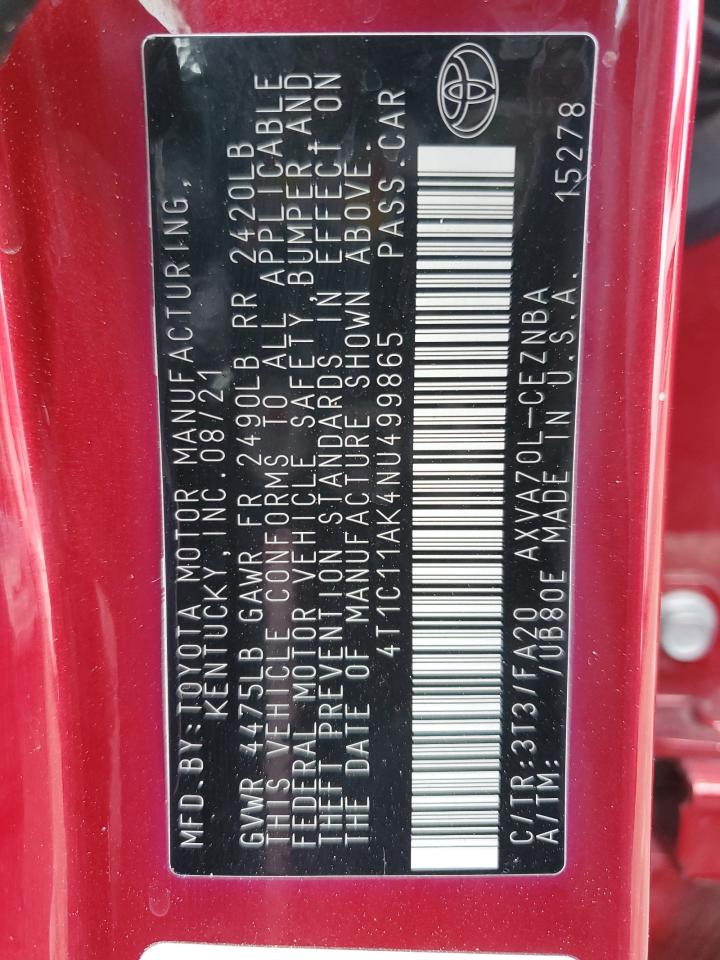 MFD.BY:TOYOTA MOTOR MANUFACTURING,
KENTUCKY,INC.08/21
GVWR 4475LB GAWR FR 2490LB RR 2420LB
THIS VEHICLE CONFORMS TO ALL APPLICABLE
FEDERAL MOTOR VEHICLE SAFETY,BUMPER,AND
THEFT PREVENTION STANDARDS IN EFFECT ON
THE DATE OF MANUFACTURE SHOWN ABOVE.
4T1C11AK4NU499865 PASS.CAR
C/TR:3T3/FA20 AXVA70L-CEZNBA
A/TM: /UB80E MADE IN U.S.A. 15278